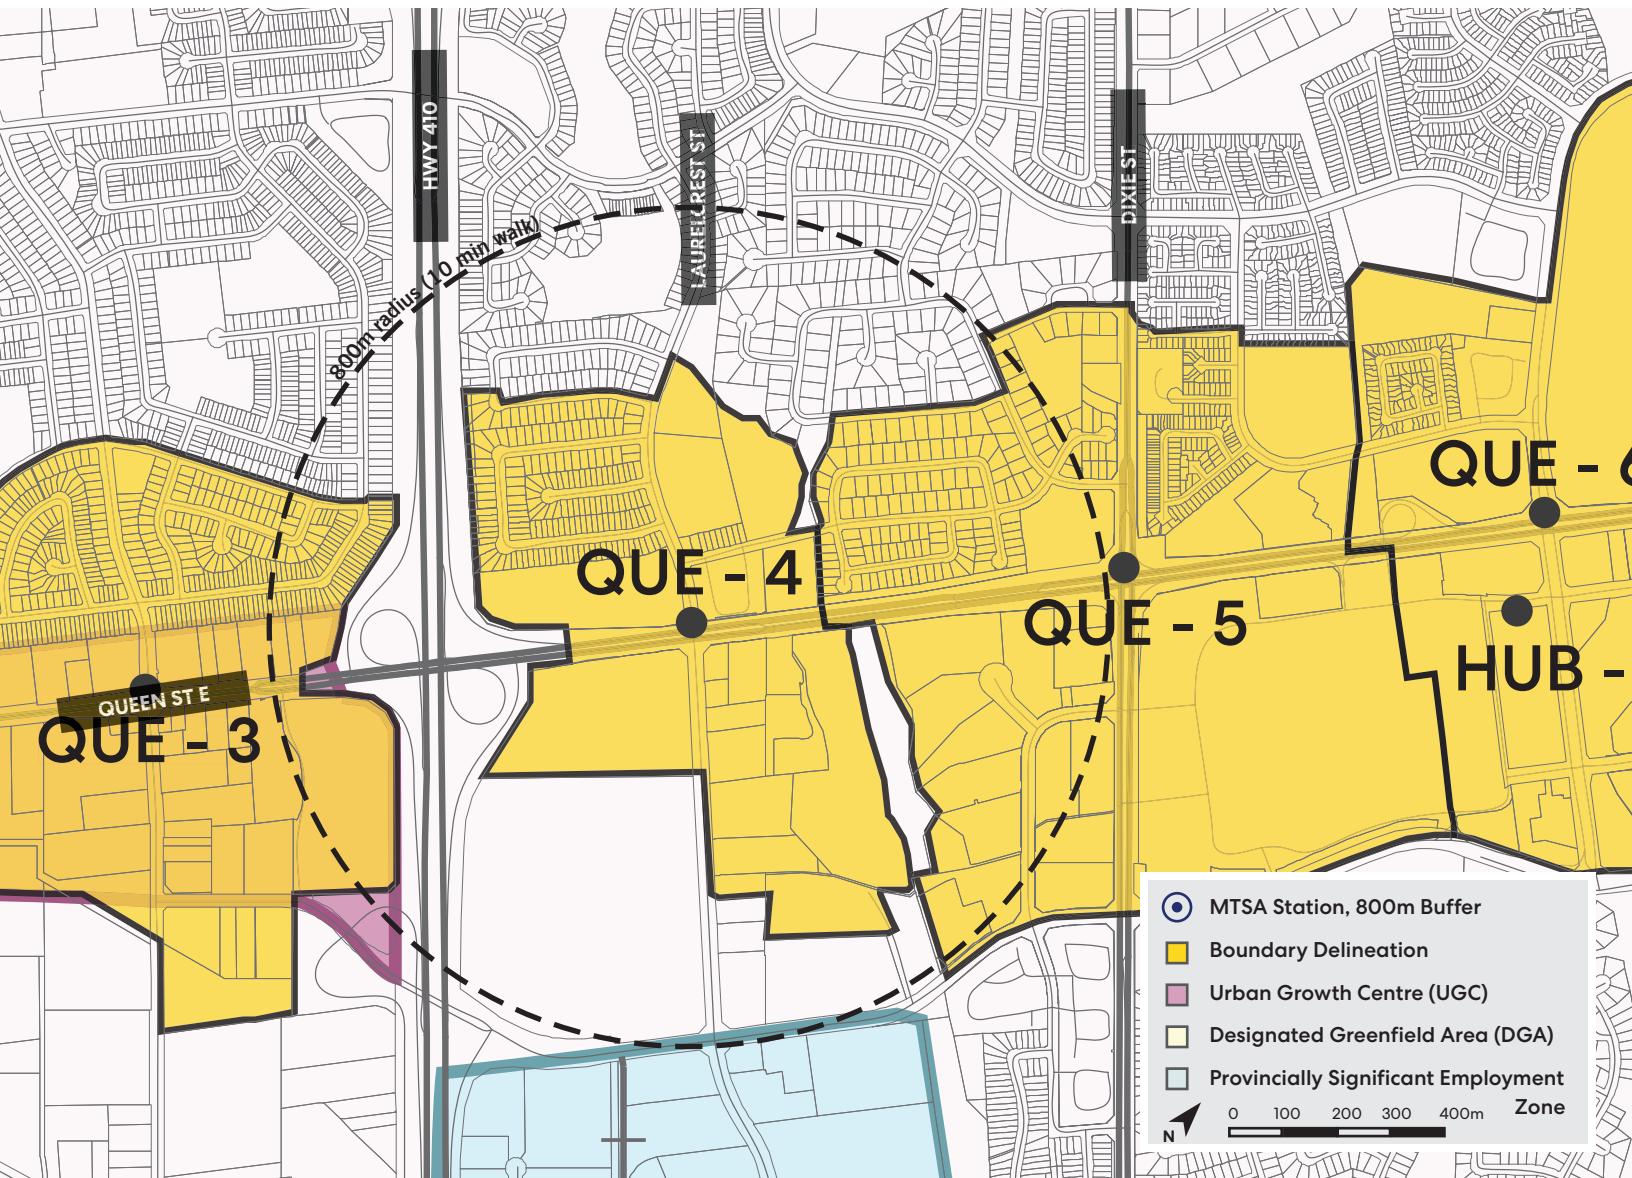 HWY 410
LAURELCREST ST
DIXIE ST
800m radius (10 min walk)
QUE - 6
QUE - 4
QUE - 5
HUB -
QUEEN ST E
QUE - 3
MTSA Station, 800m Buffer
Boundary Delineation
Urban Growth Centre (UGC)
Designated Greenfield Area (DGA)
Provincially Significant Employment
Zone
0 100 200 300 400m
N